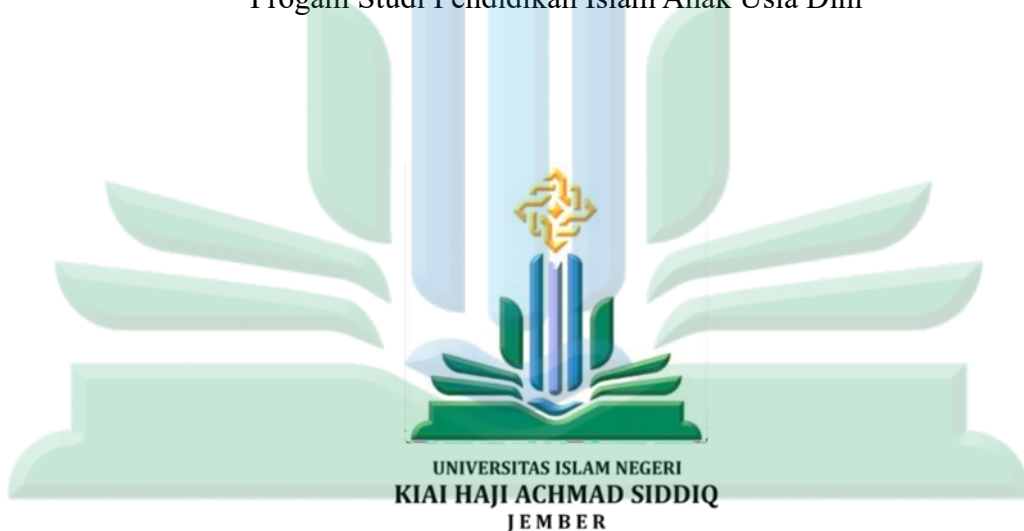 Progam Studi Pendidikan Islam Anak Usia Dini
UNIVERSITAS ISLAM NEGERI
KIAI HAJI ACHMAD SIDDIQ
JEMBER